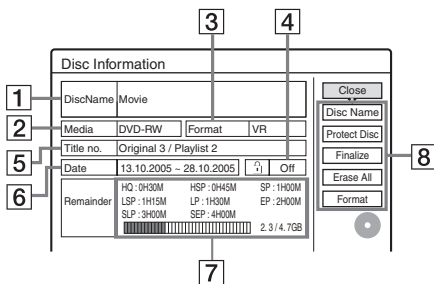 3 4
Disc Information
1 DiscName Movie Close
Disc Name
2 Media DVD-RW Format VR Protect Disc
5 Title no. Original 3 / Playlist 2 Finalize 8
6 Date 13.10.2005 ~ 28.10.2005 Off Erase All
Remainder HQ : 0H30M HSP : 0H45M SP : 1H00M Format
LSP : 1H15M LP : 1H30M EP : 2H00M
SLP : 3H00M SEP : 4H00M
2. 3 / 4. 7GB
7